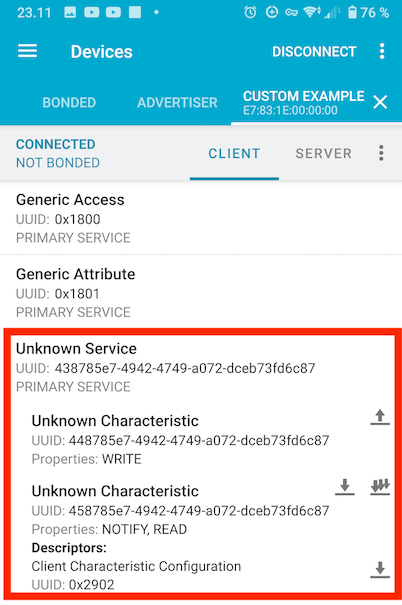 23.11 76 %
Devices DISCONNECT
BONDED ADVERTISER CUSTOM EXAMPLE
E7:83:1E:00:00:00
CONNECTED
NOT BONDED
CLIENT SERVER
Generic Access
UUID: 0x1800
PRIMARY SERVICE
Generic Attribute
UUID: 0x1801
PRIMARY SERVICE
Unknown Service
UUID: 438785e7-4942-4749-a072-dceb73fd6c87
PRIMARY SERVICE
Unknown Characteristic
UUID: 448785e7-4942-4749-a072-dceb73fd6c87
Properties: WRITE
Unknown Characteristic
UUID: 458785e7-4942-4749-a072-dceb73fd6c87
Properties: NOTIFY, READ
Descriptors:
Client Characteristic Configuration
UUID: 0x2902